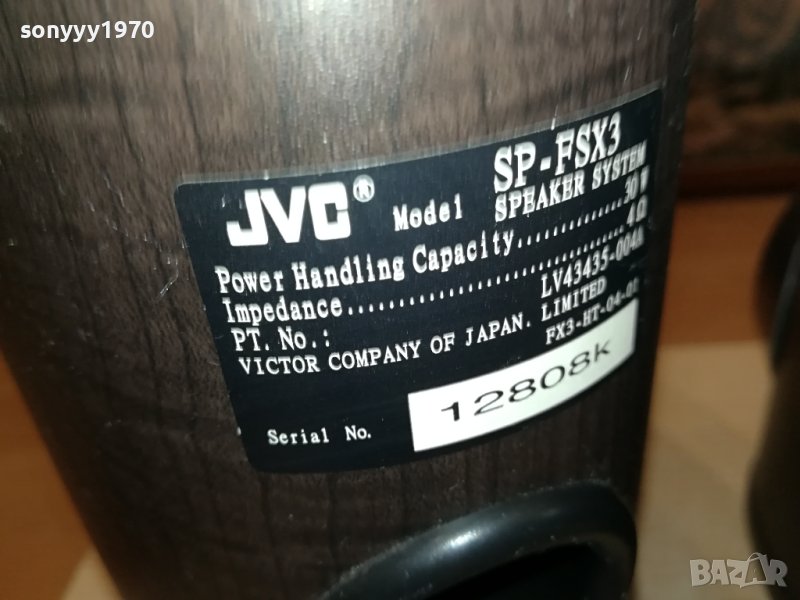 sonyyy1970
JVC® Model SP-FSX3
SPEAKER SYSTEM
Power Handling Capacity..............30W
Impedance..............................4Ω
PT. No.: LV43435-004A
VICTOR COMPANY OF JAPAN. LIMITED
FX3-HT-04-01
Serial No. 12808K
BAZAR